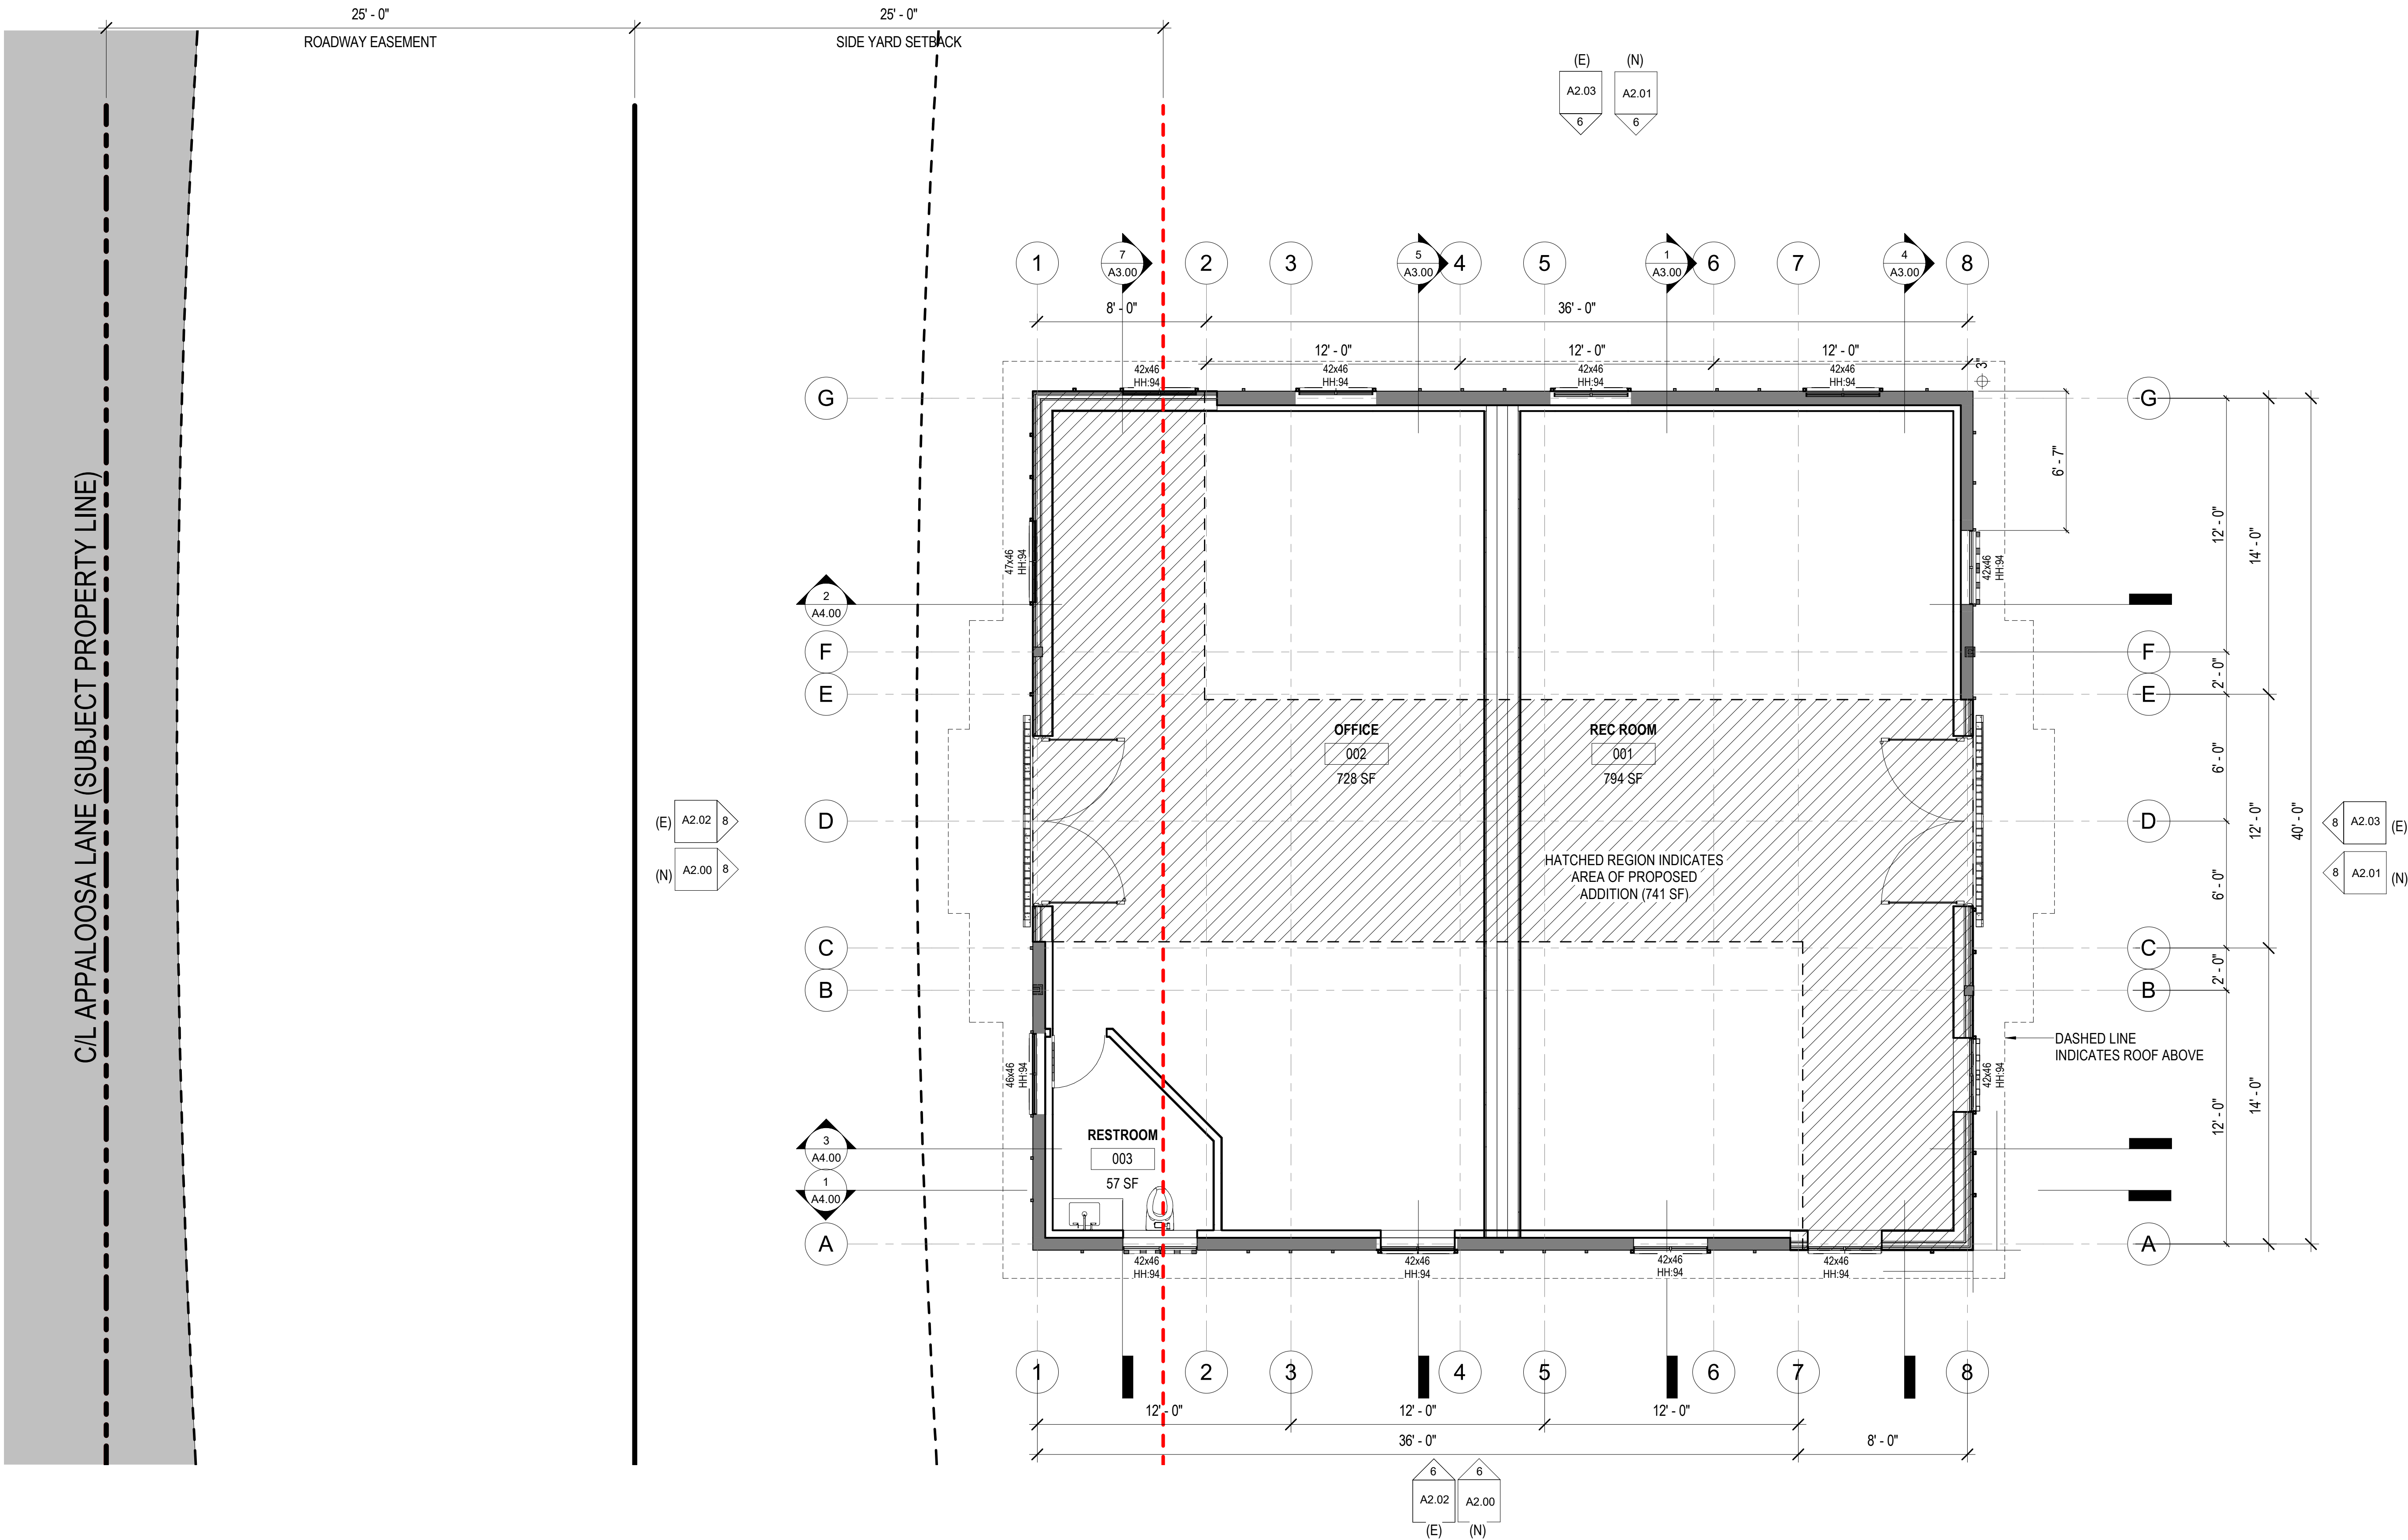 25' - 0"
25' - 0"
ROADWAY EASEMENT
SIDE YARD SETBACK
(E)
(N)
A2.03
A2.01
6
6
1
7
A3.00
2
3
5
A3.00
4
5
1
A3.00
6
7
4
A3.00
8
8' - 0"
36' - 0"
12' - 0"
12' - 0"
12' - 0"
3"
42x46
HH:94
42x46
HH:94
42x46
HH:94
42x46
HH:94
G
G
6' - 7"
C/L APPALOOSA LANE (SUBJECT PROPERTY LINE)
47x46
HH:94
42x46
HH:94
12' - 0"
14' - 0"
2
A4.00
F
F
2' - 0"
E
E
OFFICE
002
728 SF
REC ROOM
001
794 SF
6' - 0"
(E)
A2.02
8
D
D
12' - 0"
40' - 0"
8
A2.03
(E)
(N)
A2.00
8
8
A2.01
(N)
HATCHED REGION INDICATES
AREA OF PROPOSED
ADDITION (741 SF)
6' - 0"
C
C
2' - 0"
B
B
DASHED LINE
INDICATES ROOF ABOVE
46x46
HH:94
42x46
HH:94
12' - 0"
14' - 0"
RESTROOM
003
57 SF
3
A4.00
1
A4.00
A
A
42x46
HH:94
42x46
HH:94
42x46
HH:94
42x46
HH:94
1
2
3
4
5
6
7
8
12' - 0"
12' - 0"
12' - 0"
36' - 0"
8' - 0"
6
6
A2.02
A2.00
(E)
(N)